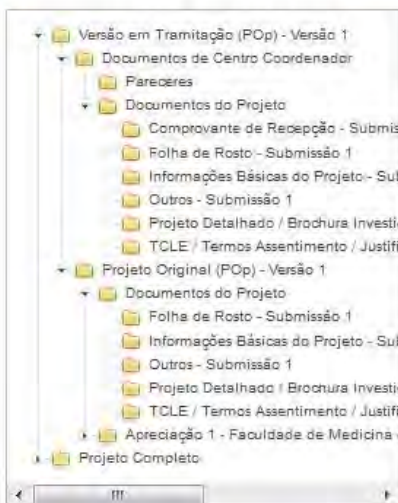 Versão em Tramitação (POp) - Versão 1
Documentos de Centro Coordenador
Pareceres
Documentos do Projeto
Comprovante de Recepção - Submis
Folha de Rosto - Submissão 1
Informações Básicas do Projeto - Sub
Outros - Submissão 1
Projeto Detalhado / Brochura Investi
TCLE / Termos Assentimento / Justifi
Projeto Original (POp) - Versão 1
Documentos do Projeto
Folha de Rosto - Submissão 1
Informações Básicas do Projeto - Sub
Outros - Submissão 1
Projeto Detalhado / Brochura Investi
TCLE / Termos Assentimento / Justifi
Apreciação 1 - Faculdade de Medicina
Projeto Completo